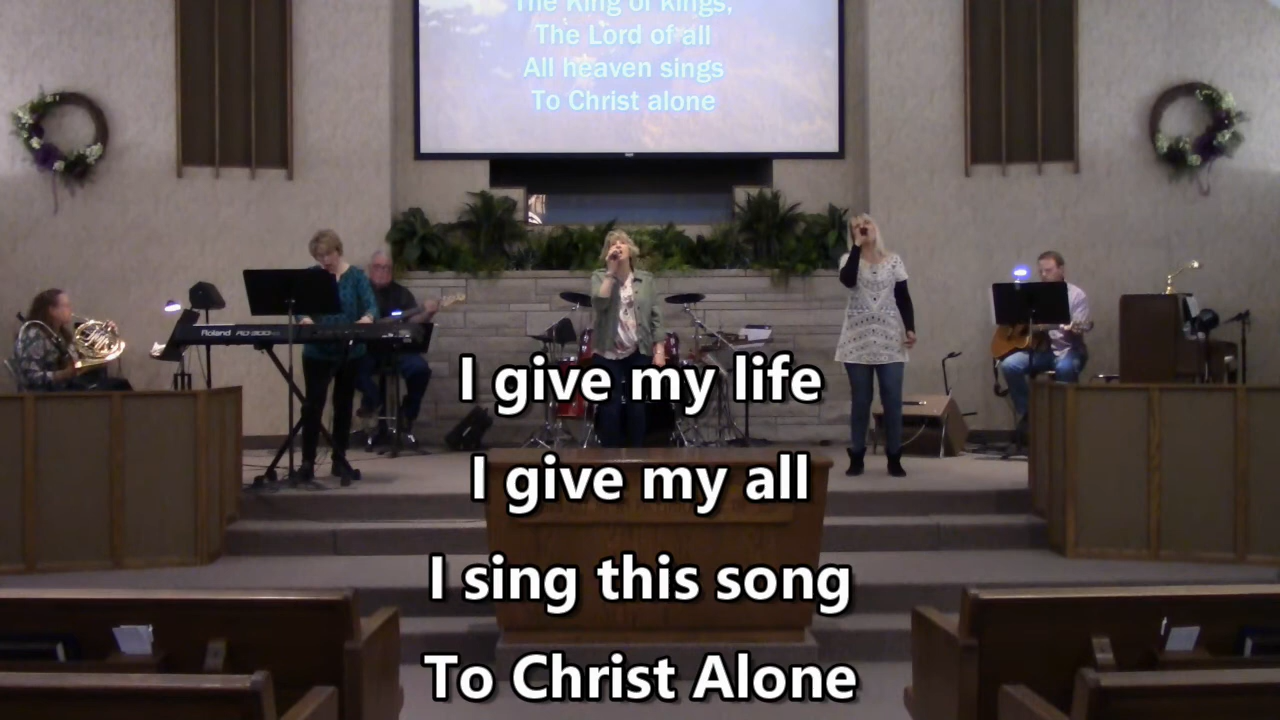 The King of kings,
The Lord of all
All heaven sings
To Christ alone
Roland
I give my life
I give my all
I sing this song
To Christ Alone